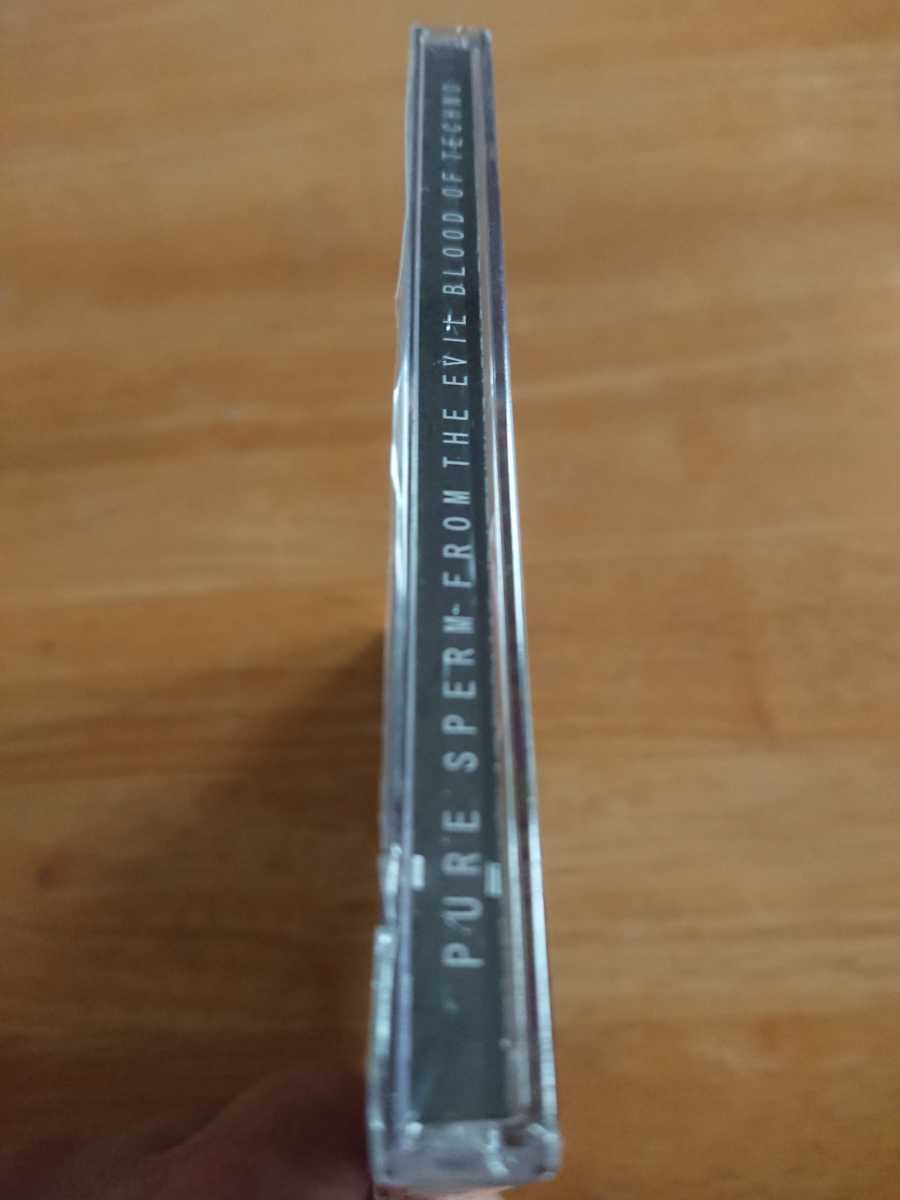 PURE SPERM - FROM THE EVIL BLOOD OF TECHNO